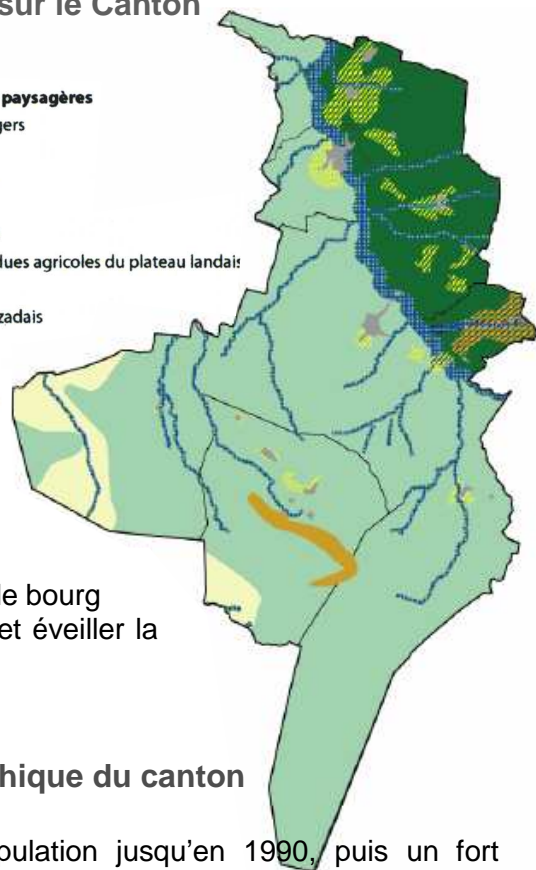 sur le Canton
paysagères
gers
dues agricoles du plateau landais
zadais
le bourg
et éveiller la
hique du canton
pulation jusqu'en 1990, puis un fort